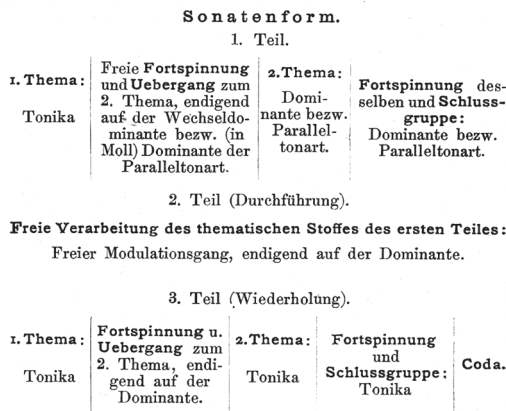 Sonatenform.
1. Teil.
1. Thema:
Tonika
Freie Fortspinnung
und Uebergang zum
2. Thema, endigend
auf der Wechseldo-
minante bezw. (in
Moll) Dominante der
Paralleltonart.
2. Thema:
Domi-
nante bezw.
Parallel-
tonart.
Fortspinnung des-
selben und Schluss-
gruppe:
Dominante bezw.
Paralleltonart.
2. Teil (Durchführung).
Freie Verarbeitung des thematischen Stoffes des ersten Teiles:
Freier Modulationsgang, endigend auf der Dominante.
3. Teil (Wiederholung).
1. Thema:
Tonika
Fortspinnung u.
Uebergang zum
2. Thema, endi-
gend auf der
Dominante.
2. Thema:
Tonika
Fortspinnung
und
Schlussgruppe:
Tonika
Coda.